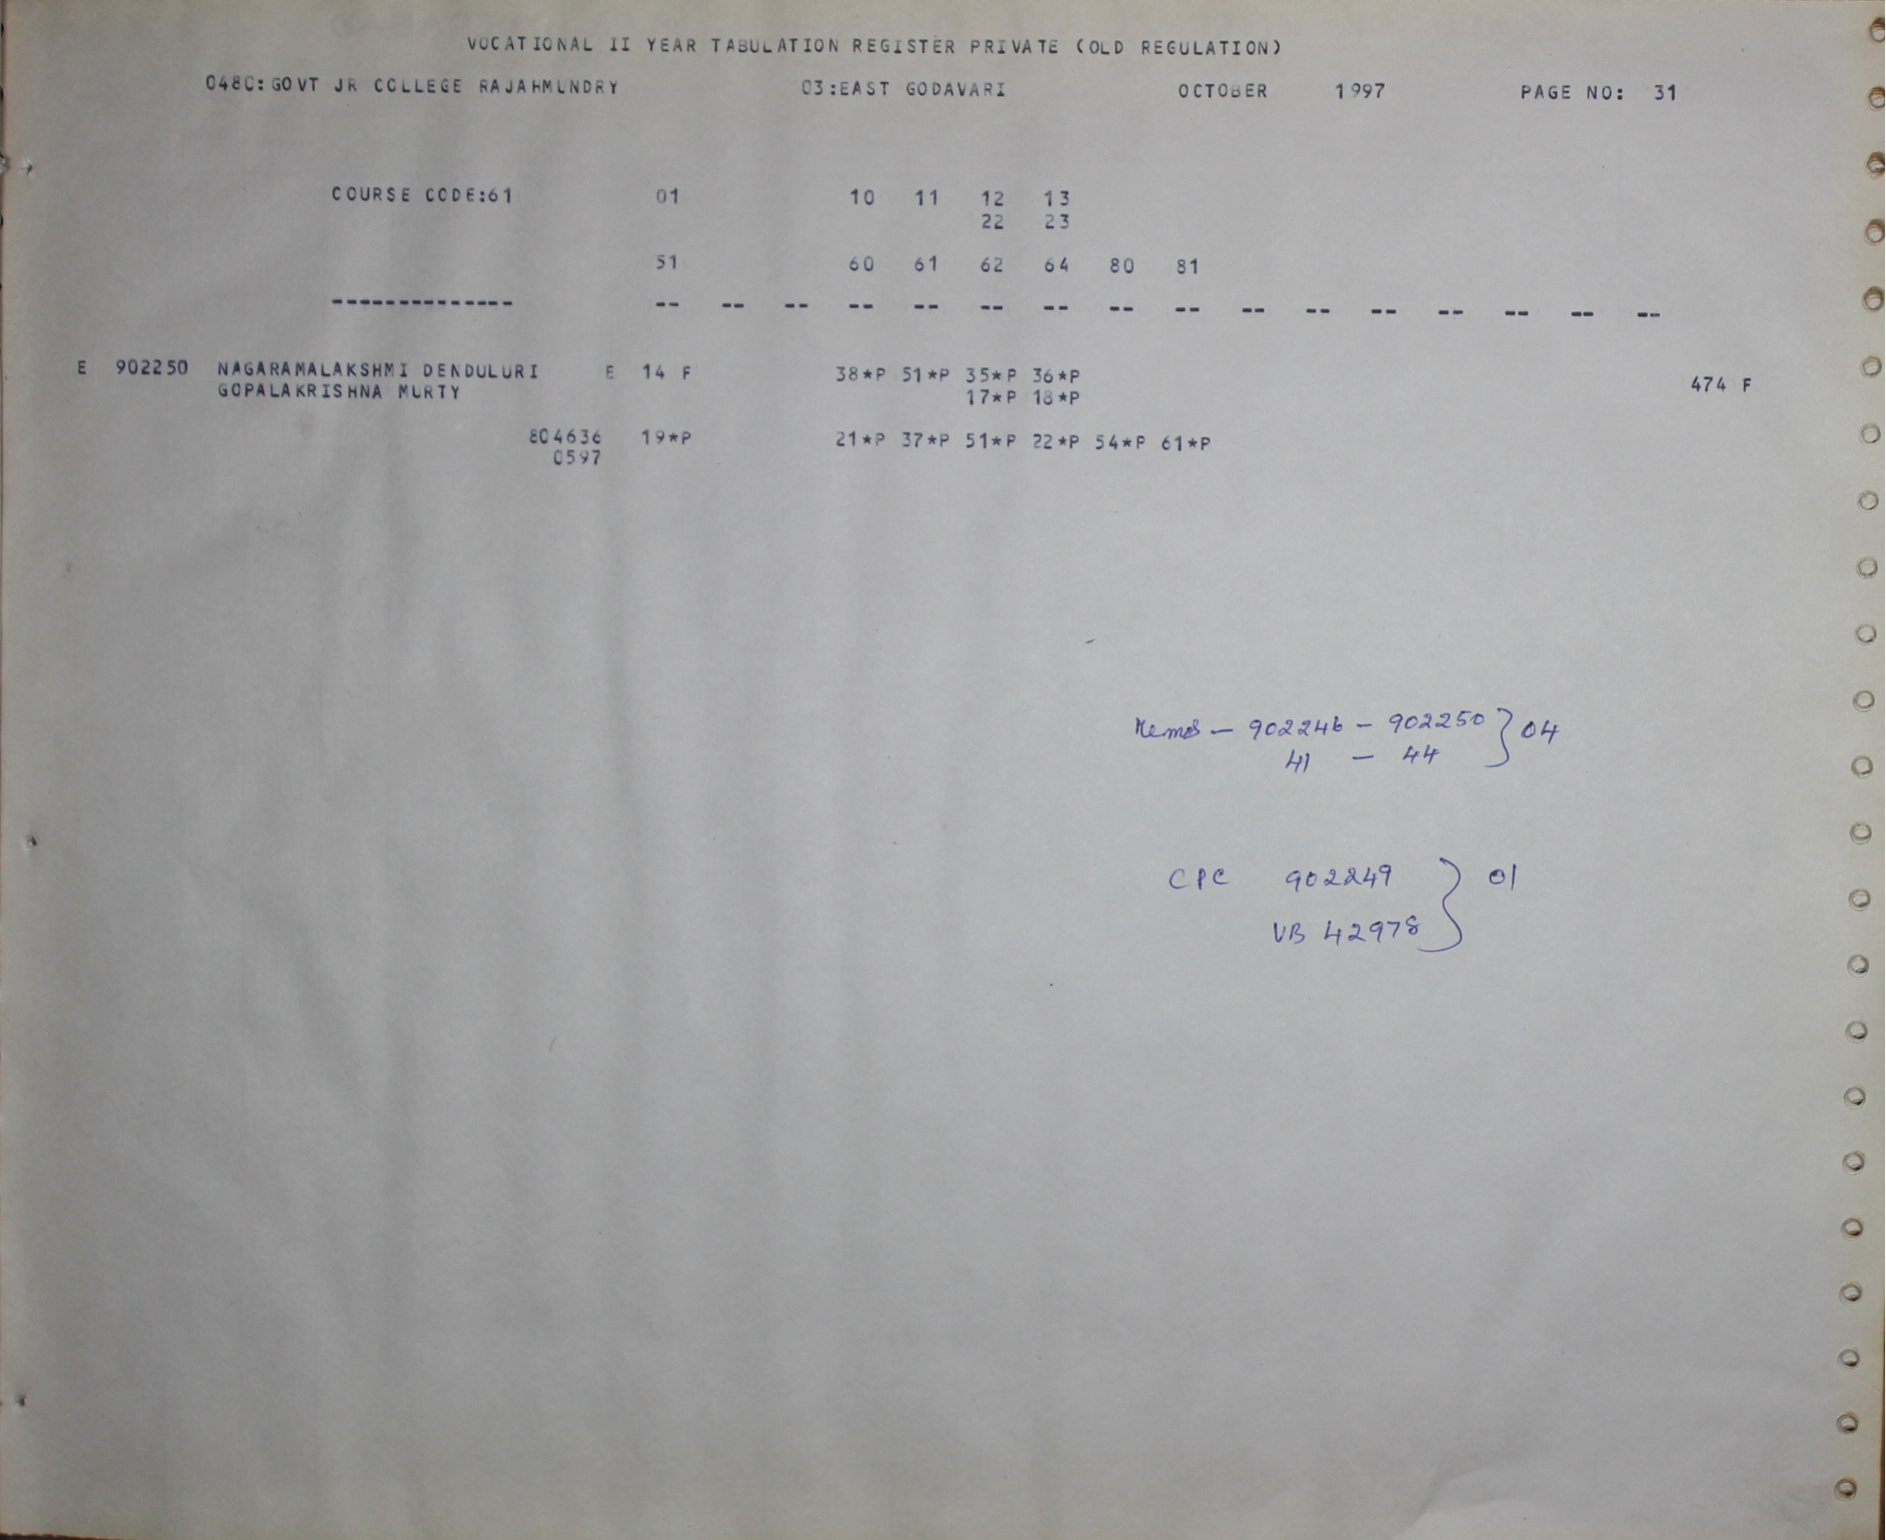 VOCATIONAL II YEAR TABULATION REGISTER PRIVATE (OLD REGULATION)
0480:GOVT JR COLLEGE RAJAHMUNDRY 03:EAST GODAVARI OCTOBER 1997 PAGE NO: 31
COURSE CODE:61 01 10 11 12 13
22 23
51 60 61 62 64 80 81
-------------- -- -- -- -- -- -- -- -- -- -- -- -- -- -- -- --
E 902250 NAGARAMALAKSHMI DENDULURI E 14 F 38*P 51*P 35*P 36*P 474 F
GOPALAKRISHNA MURTY 17*P 18*P
804636 19*P 21*P 37*P 51*P 22*P 54*P 61*P
0597
Memos — 902246 – 902250 } 04
41 — 44
CPC 902249 } 01
VB 42978